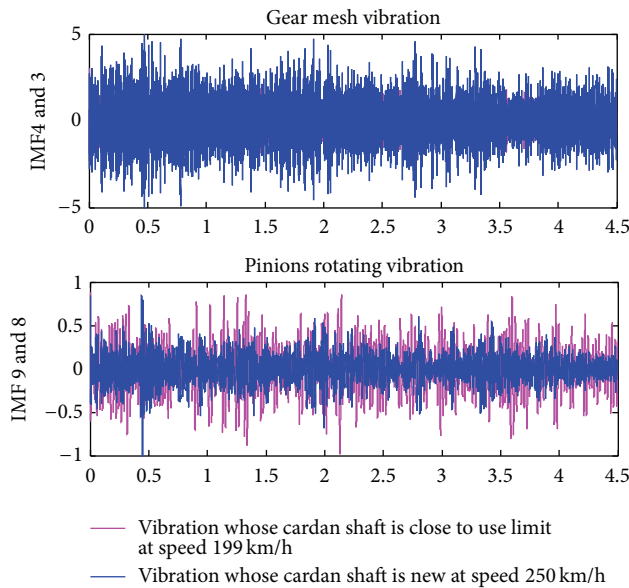 Gear mesh vibration
5
0
−5
IMF4 and 3
0 0.5 1 1.5 2 2.5 3 3.5 4 4.5
Pinions rotating vibration
1
0.5
0
−0.5
−1
IMF 9 and 8
0 0.5 1 1.5 2 2.5 3 3.5 4 4.5
Vibration whose cardan shaft is close to use limit
at speed 199 km/h
Vibration whose cardan shaft is new at speed 250 km/h